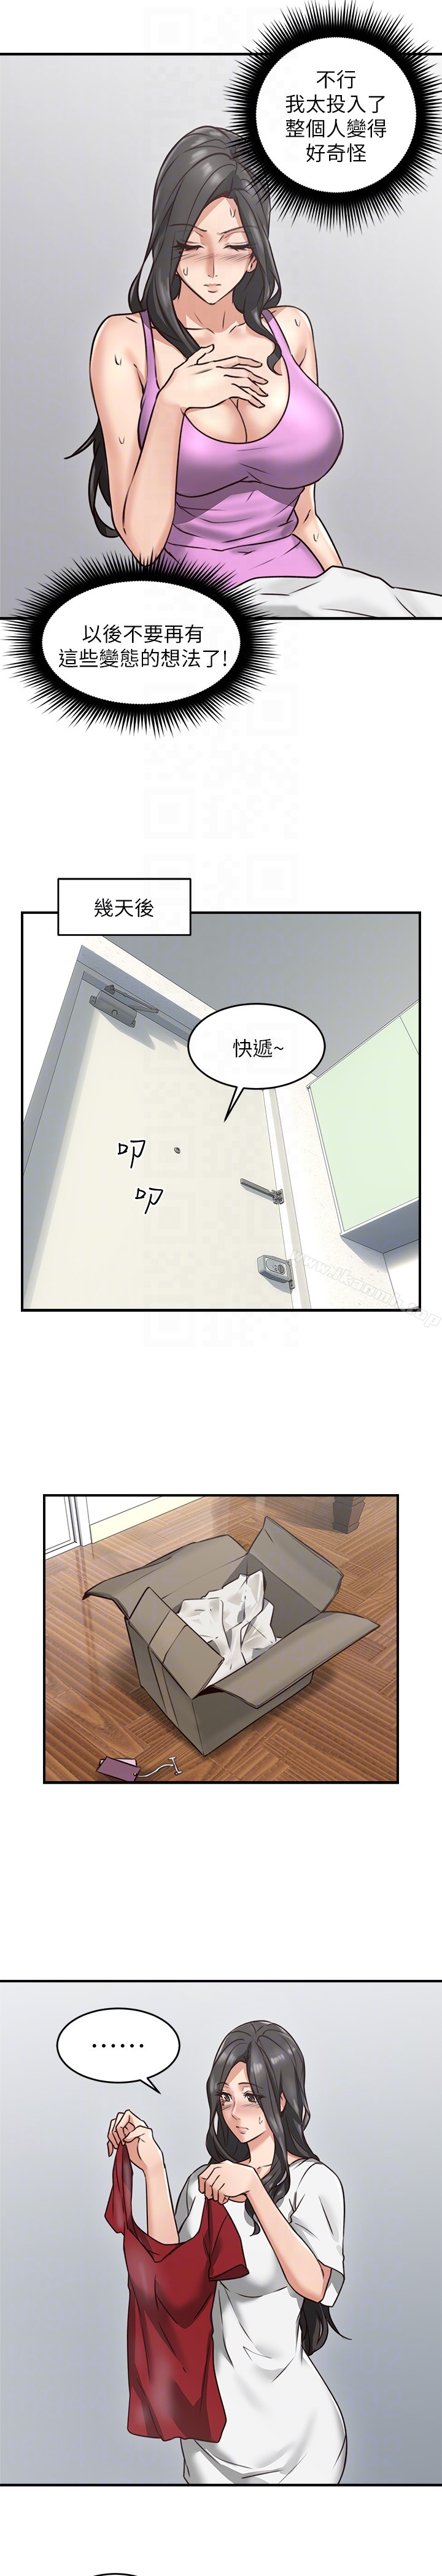 不行
我太投入了
整個人變得
好奇怪
以後不要再有
這些變態的想法了!
幾天後
快遞~
叩
叩
······